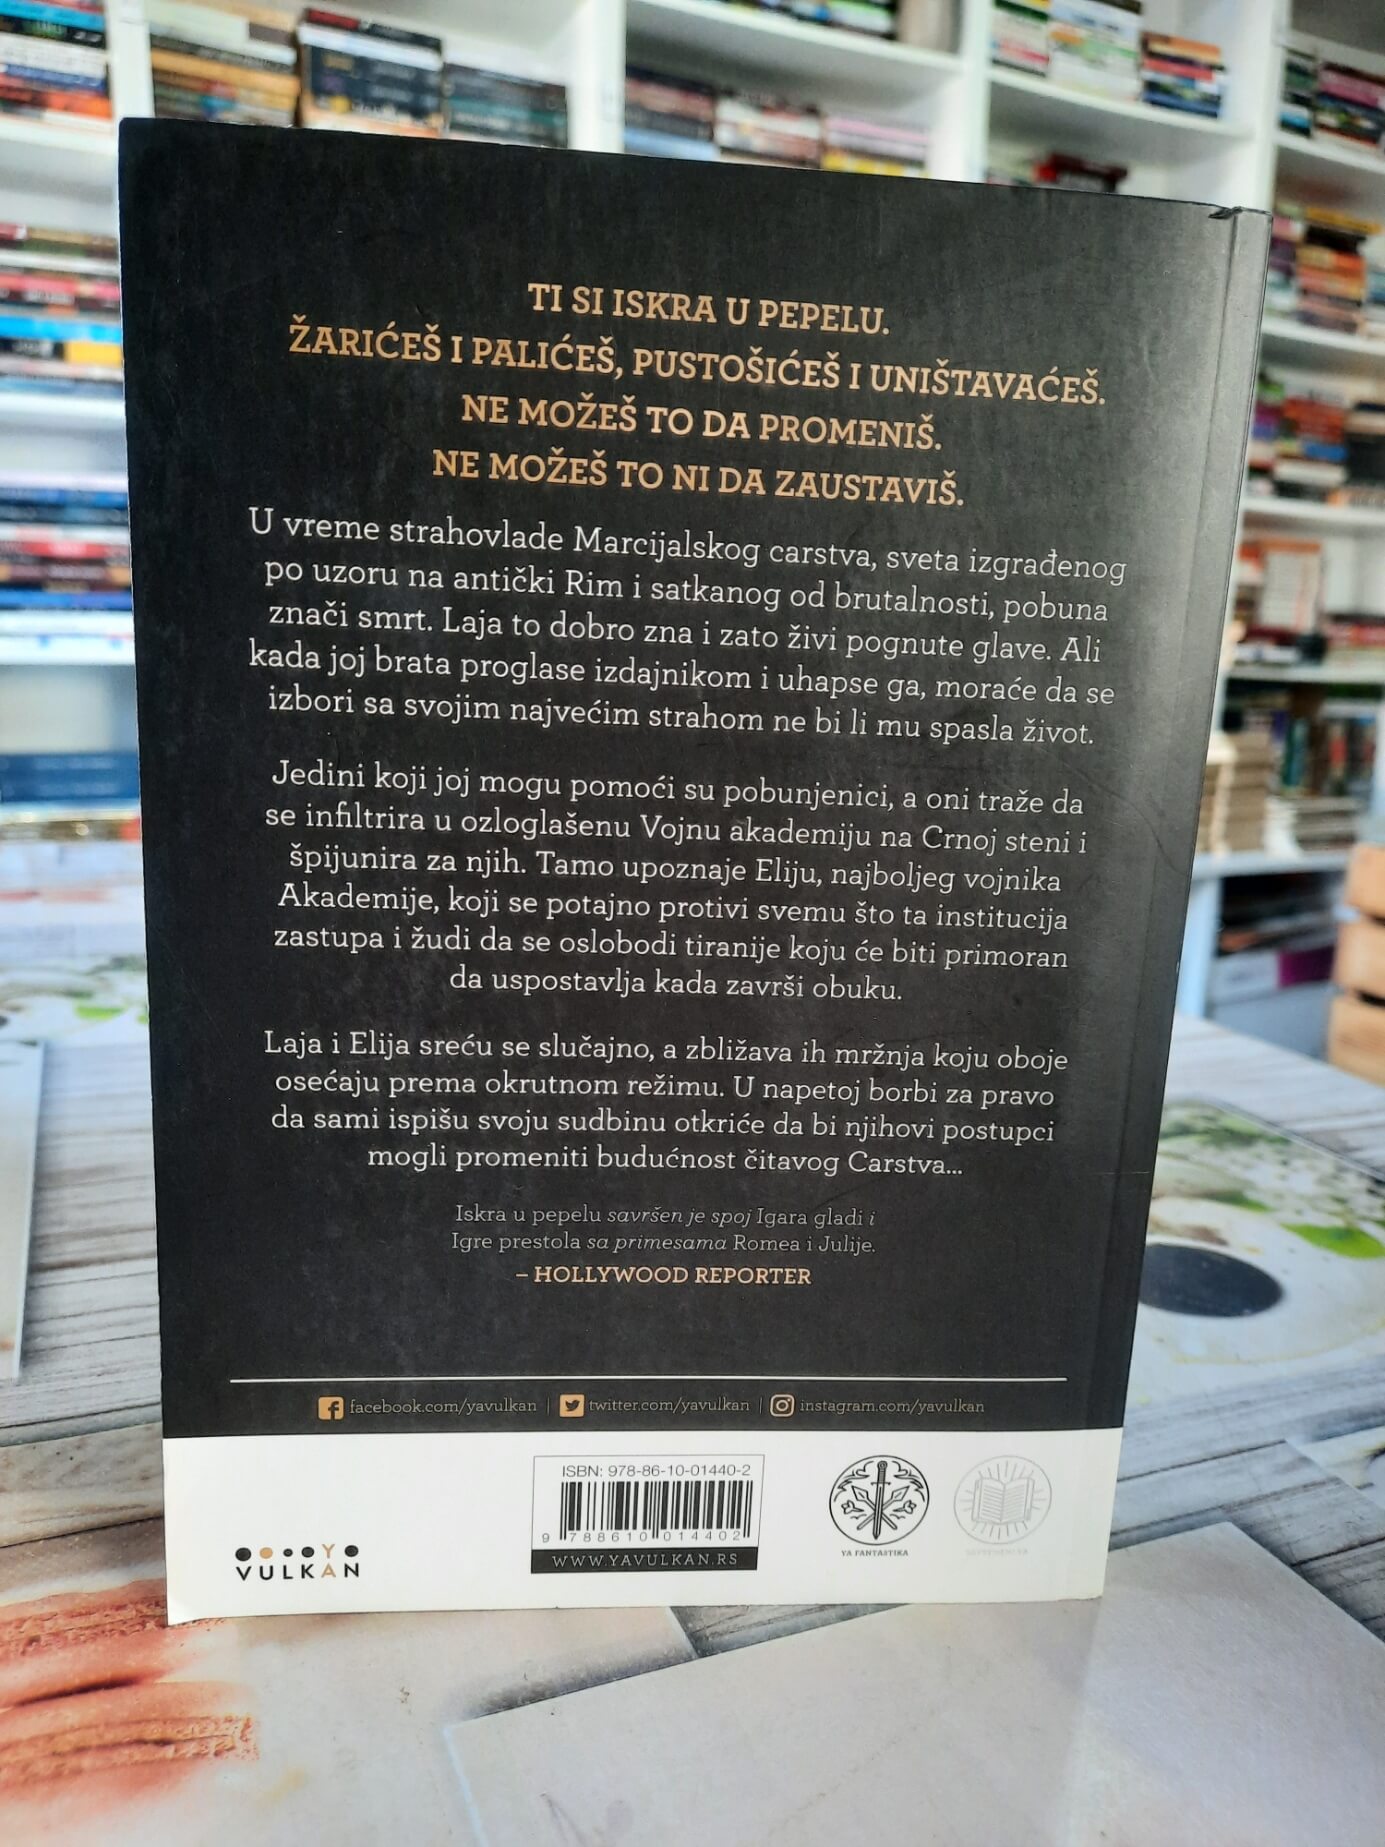 TI SI ISKRA U PEPELU.
ŽARIĆEŠ I PALIĆEŠ, PUSTOŠIĆEŠ I UNIŠTAVAĆEŠ.
NE MOŽEŠ TO DA PROMENIŠ.
NE MOŽEŠ TO NI DA ZAUSTAVIŠ.
U vreme strahovlade Marcijalskog carstva, sveta izgrađenog
po uzoru na antički Rim i satkanog od brutalnosti, pobuna
znači smrt. Laja to dobro zna i zato živi pognute glave. Ali
kada joj brata proglase izdajnikom i uhapse ga, moraće da se
izbori sa svojim najvećim strahom ne bi li mu spasla život.
Jedini koji joj mogu pomoći su pobunjenici, a oni traže da
se infiltrira u ozloglašenu Vojnu akademiju na Crnoj steni i
špijunira za njih. Tamo upoznaje Eliju, najboljeg vojnika
Akademije, koji se potajno protivi svemu što ta institucija
zastupa i žudi da se oslobodi tiranije koju će biti primoran
da uspostavlja kada završi obuku.
Laja i Elija sreću se slučajno, a zbližava ih mržnja koju oboje
osećaju prema okrutnom režimu. U napetoj borbi za pravo
da sami ispišu svoju sudbinu otkriće da bi njihovi postupci
mogli promeniti budućnost čitavog Carstva...
Iskra u pepelu savršen je spoj Igara gladi i
Igre prestola sa primesama Romea i Julije.
– HOLLYWOOD REPORTER
facebook.com/yavulkan | twitter.com/yavulkan | instagram.com/yavulkan
ISBN: 978-86-10-01440-2
9 788610 014402
WWW.YAVULKAN.RS
YA FANTASTIKA
Y
VULKAN